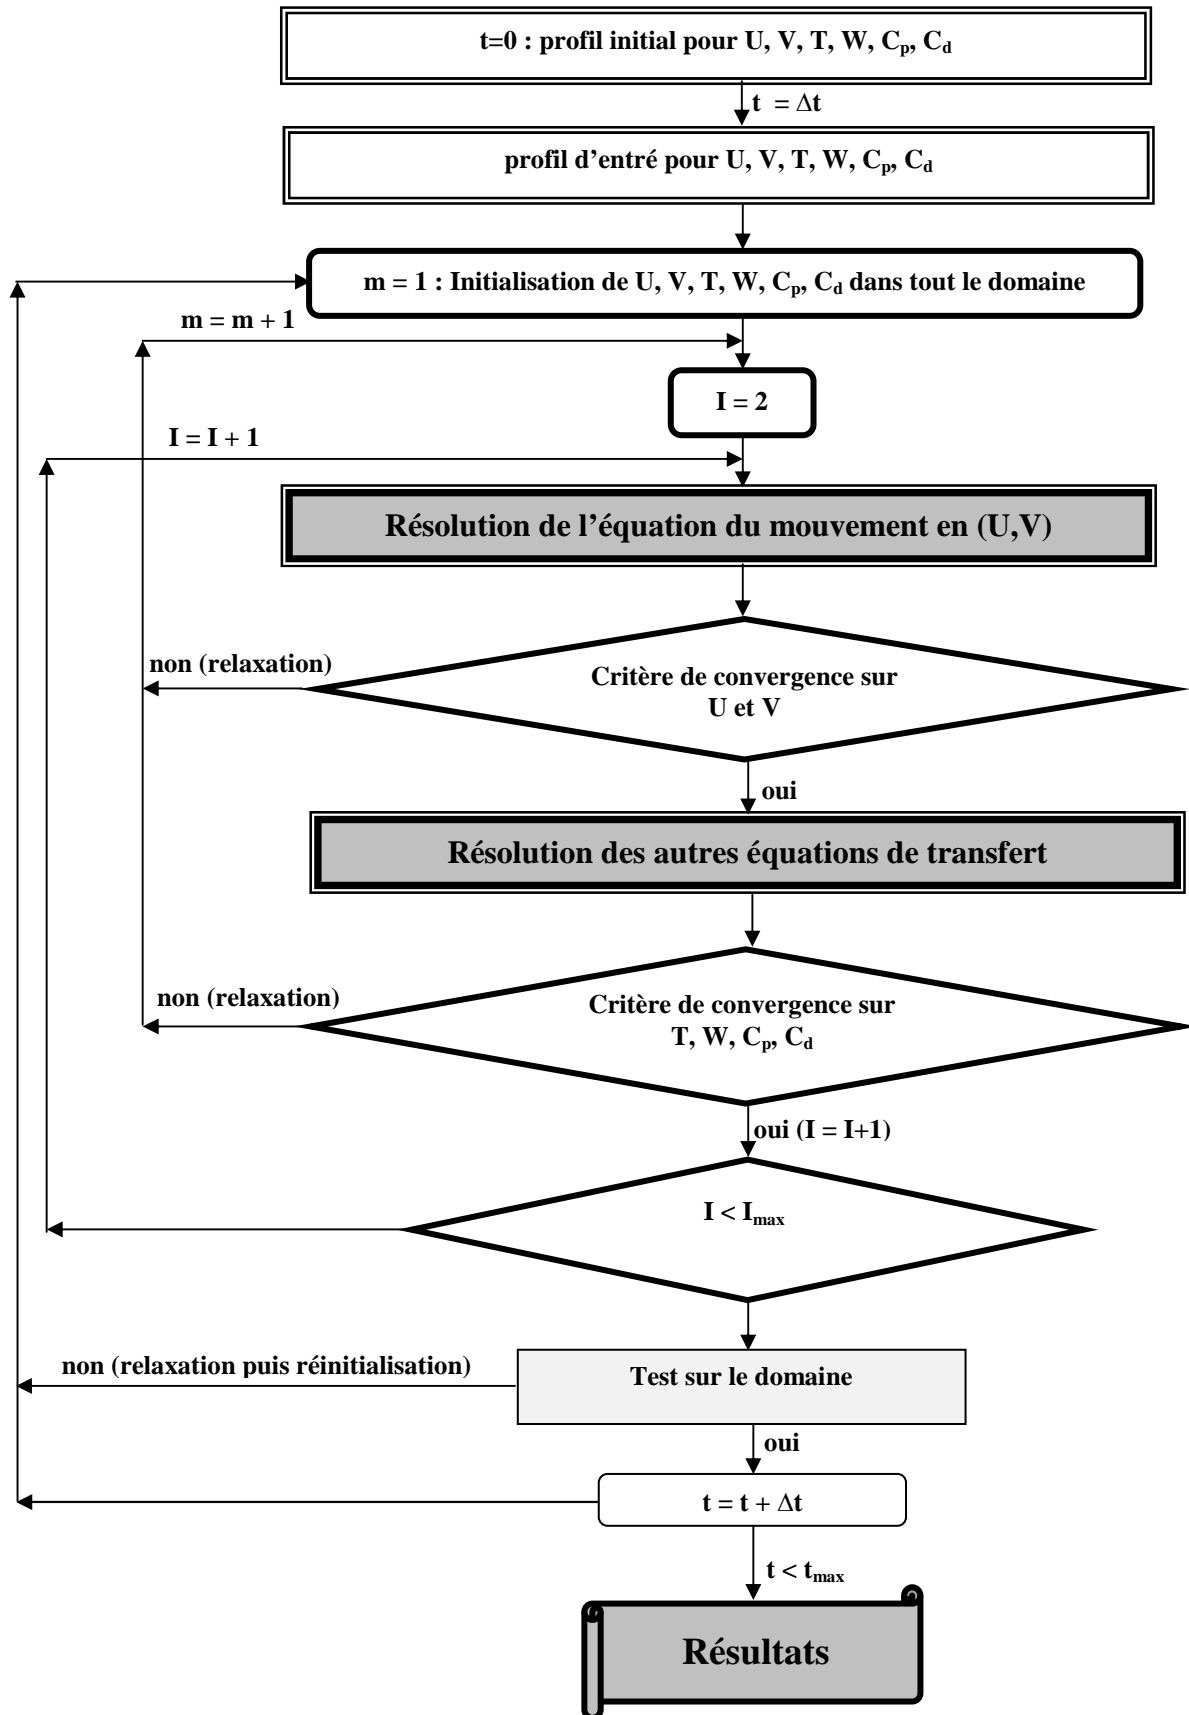 t=0 : profil initial pour U, V, T, W, Cp, Cd
t = Δt
profil d’entré pour U, V, T, W, Cp, Cd
m = 1 : Initialisation de U, V, T, W, Cp, Cd dans tout le domaine
m = m + 1
I = 2
I = I + 1
Résolution de l’équation du mouvement en (U,V)
non (relaxation)
Critère de convergence sur
U et V
oui
Résolution des autres équations de transfert
non (relaxation)
Critère de convergence sur
T, W, Cp, Cd
oui (I = I+1)
I < Imax
non (relaxation puis réinitialisation)
Test sur le domaine
oui
t = t + Δt
t < tmax
Résultats